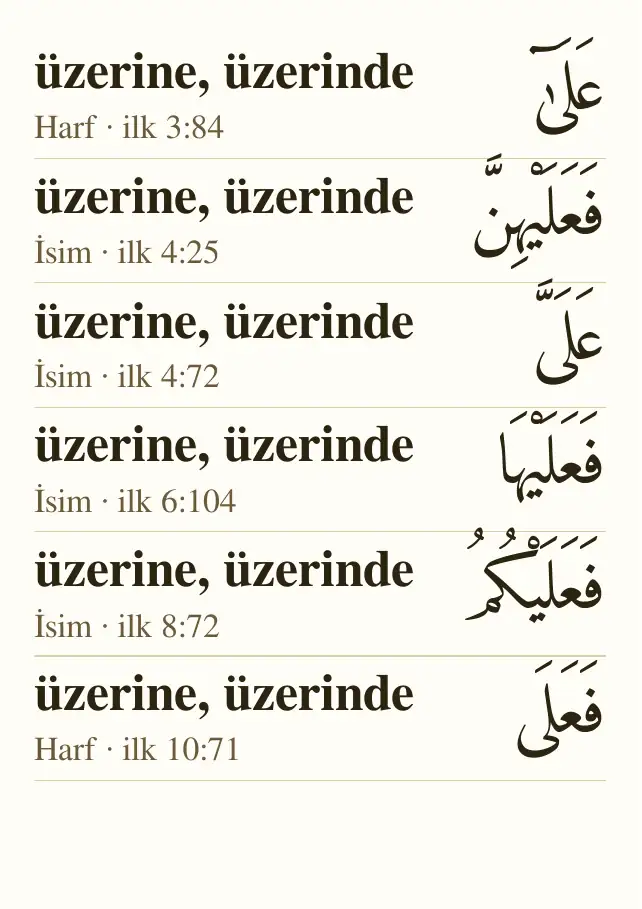 üzerine, üzerinde عَلَىٰٓ
Harf · ilk 3:84
üzerine, üzerinde فَعَلَيْهِنَّ
İsim · ilk 4:25
üzerine, üzerinde عَلَىَّ
İsim · ilk 4:72
üzerine, üzerinde فَعَلَيْهَا
İsim · ilk 6:104
üzerine, üzerinde فَعَلَيْكُمُ
İsim · ilk 8:72
üzerine, üzerinde فَعَلَى
Harf · ilk 10:71